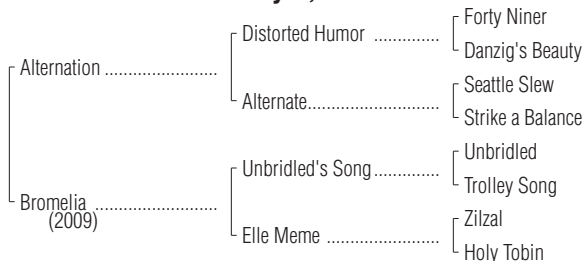 Forty Niner
Distorted Humor ..............
Danzig's Beauty
Alternation ........................
Seattle Slew
Alternate............................
Strike a Balance
Unbridled
Unbridled's Song..............
Trolley Song
Bromelia ..........................
(2009)
Zilzal
Elle Meme ........................
Holy Tobin